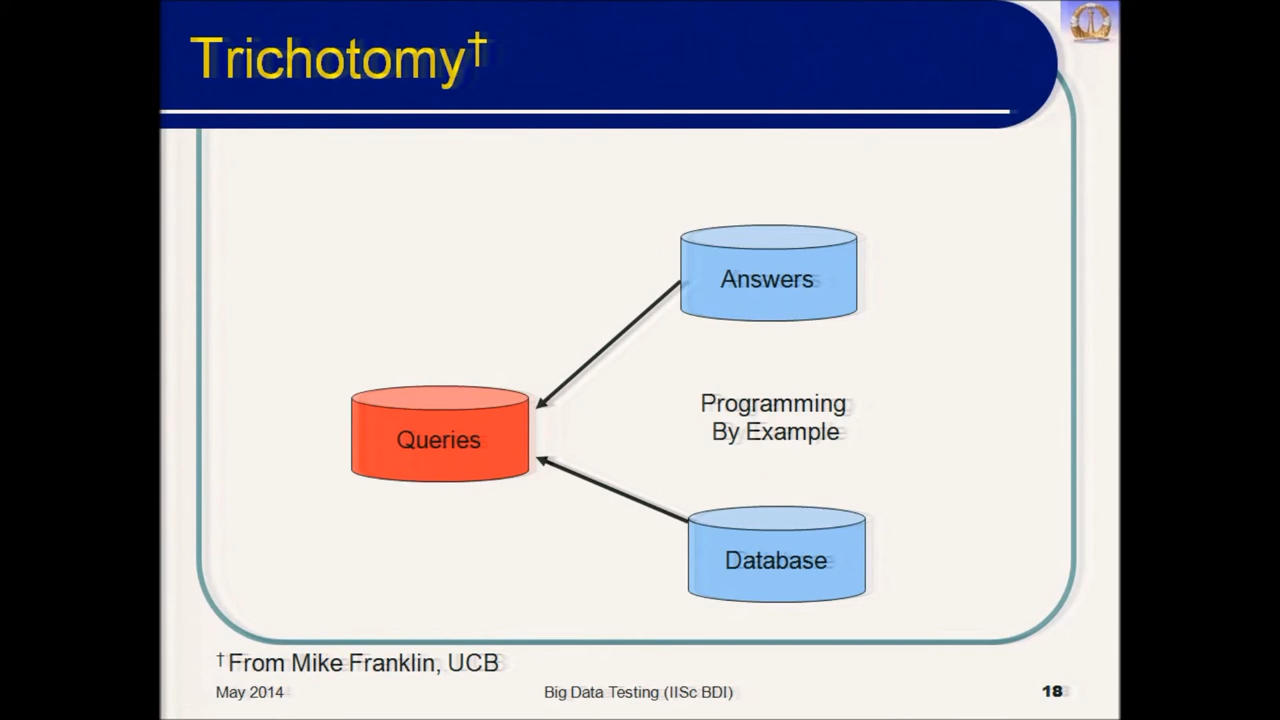 Trichotomy†
Answers
Programming
By Example
Queries
Database
†From Mike Franklin, UCB
May 2014
Big Data Testing (IISc BDI)
18